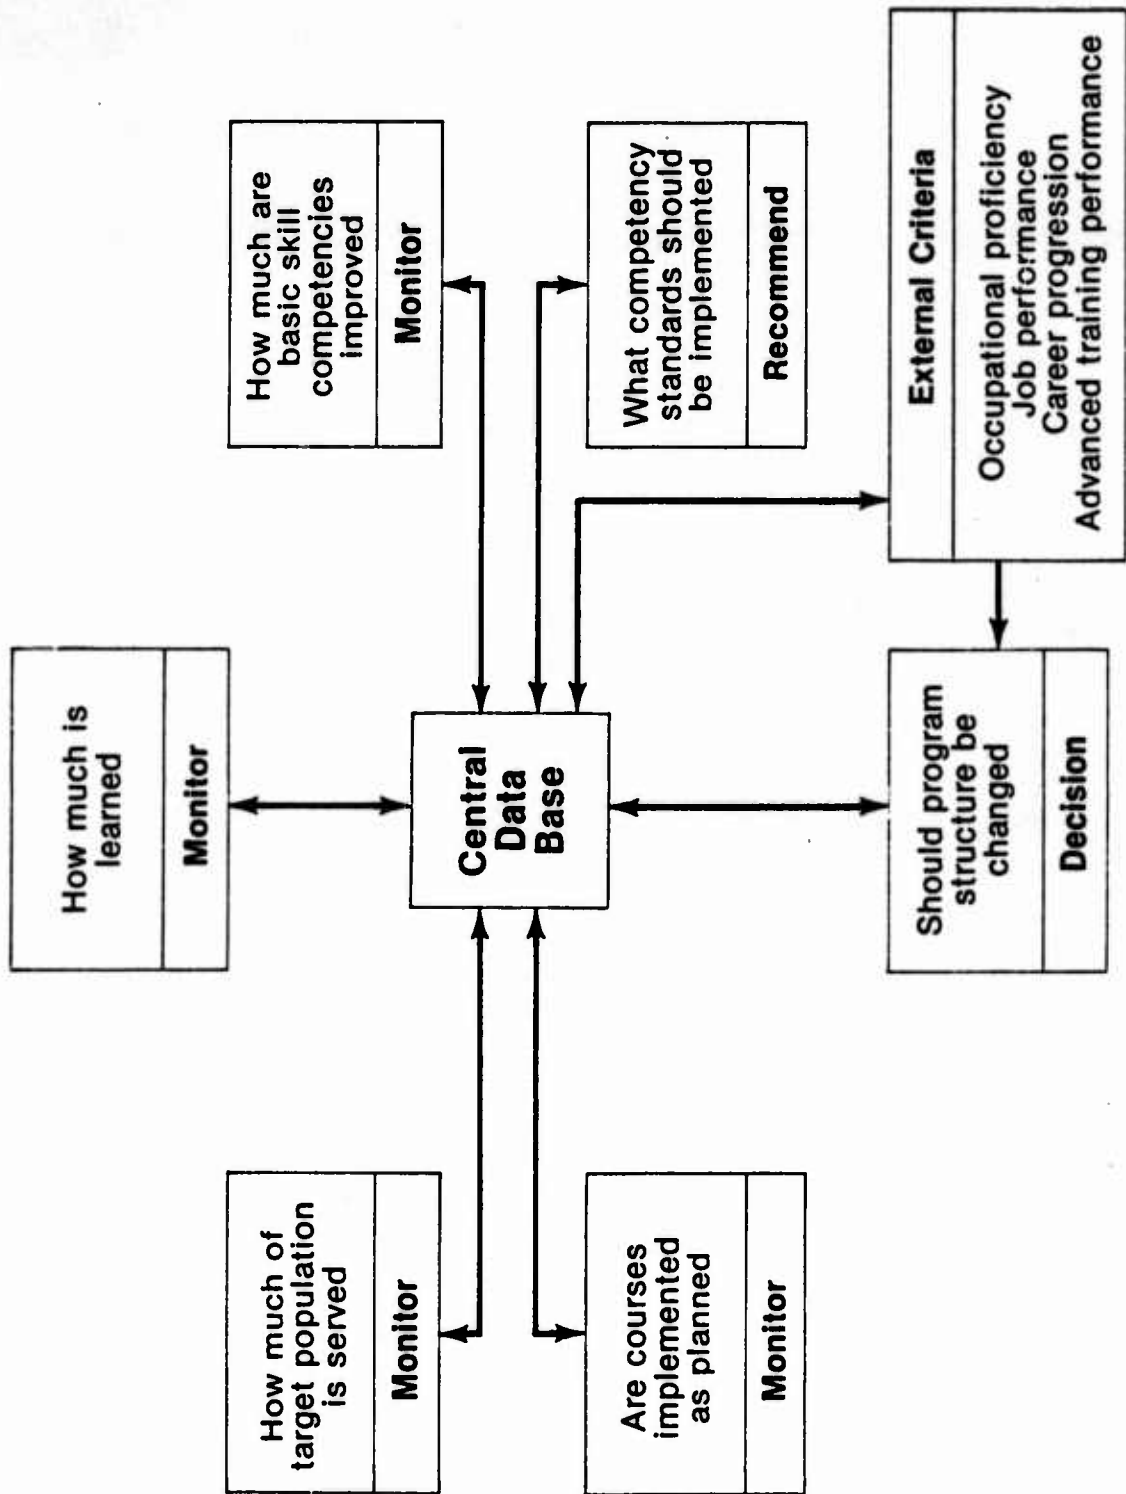 How much is
learned
Monitor
How much of
target population
is served
Monitor
How much are
basic skill
competencies
improved
Monitor
Central
Data
Base
Are courses
implemented
as planned
Monitor
What competency
standards should
be implemented
Recommend
Should program
structure be
changed
Decision
External Criteria
Occupational proficiency
Job performance
Career progression
Advanced training performance